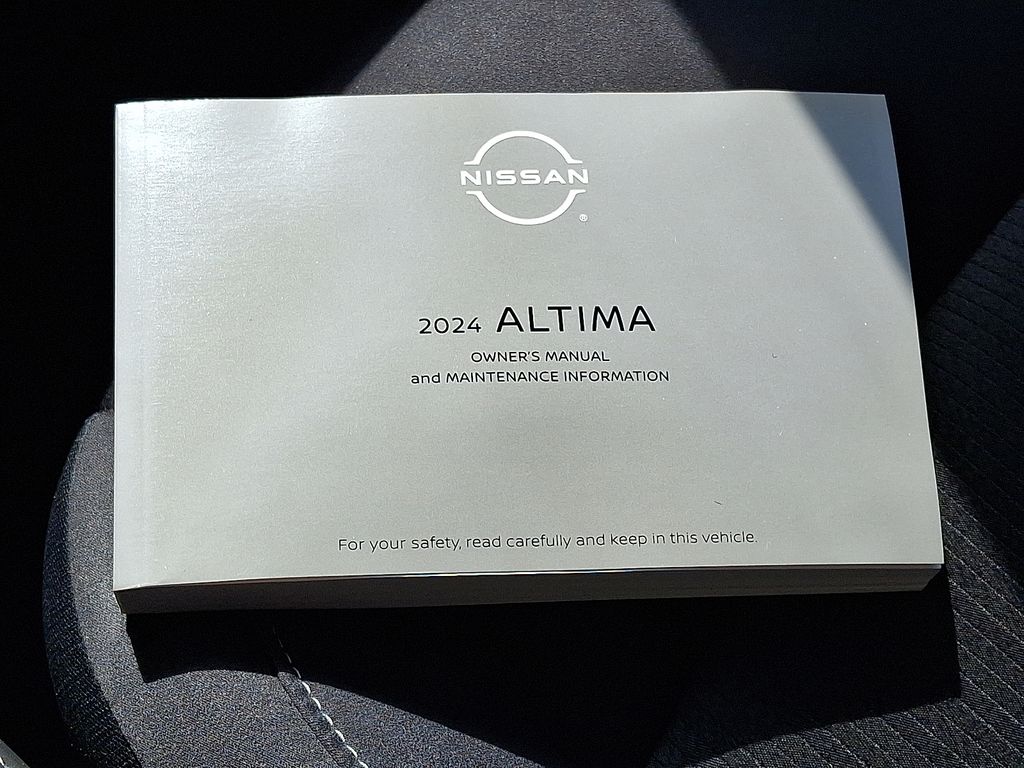 NISSAN
®
2024 ALTIMA
OWNER'S MANUAL
and MAINTENANCE INFORMATION
For your safety, read carefully and keep in this vehicle.